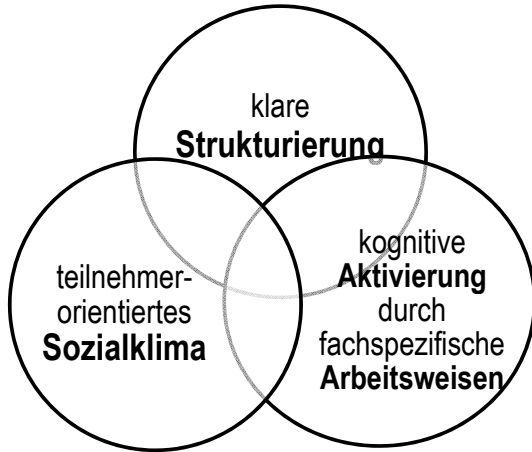 klare
Strukturierung
teilnehmer-
orientiertes
Sozialklima
kognitive
Aktivierung
durch
fachspezifische
Arbeitsweisen